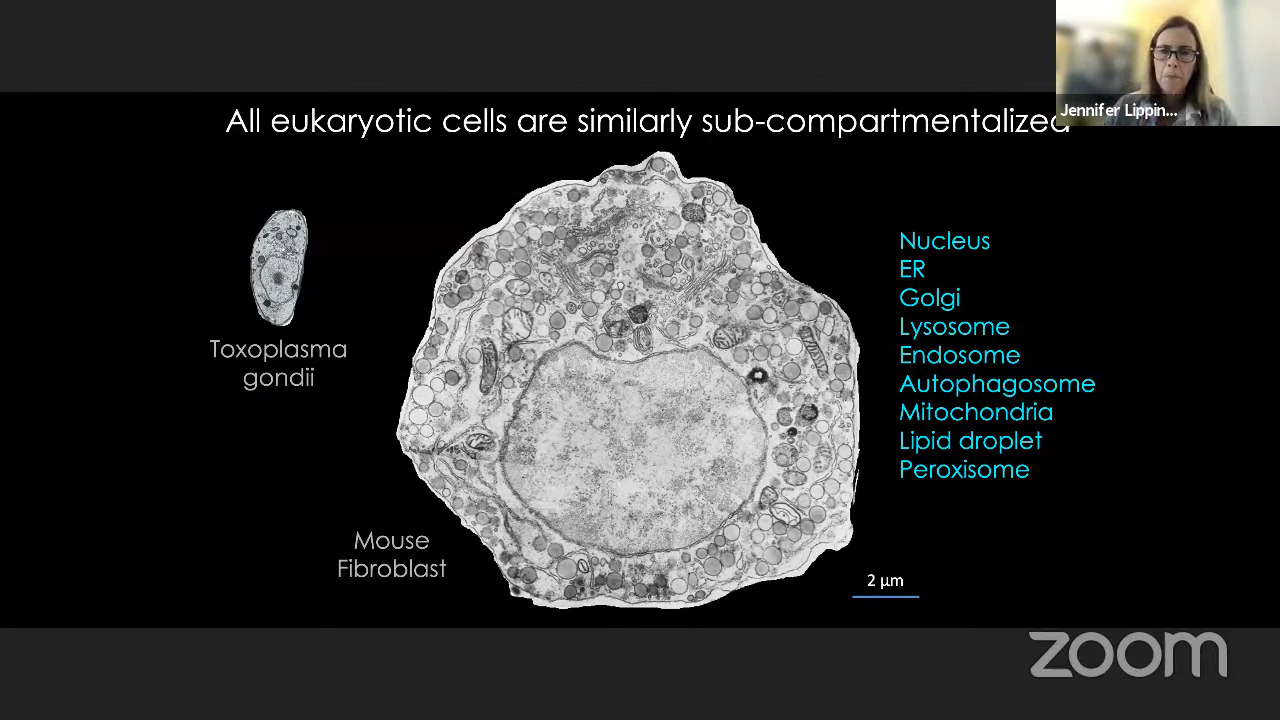 Jennifer Lippin...
All eukaryotic cells are similarly sub-compartmentalized
Toxoplasma
gondii
Nucleus
ER
Golgi
Lysosome
Endosome
Autophagosome
Mitochondria
Lipid droplet
Peroxisome
Mouse
Fibroblast
2 µm
zoom